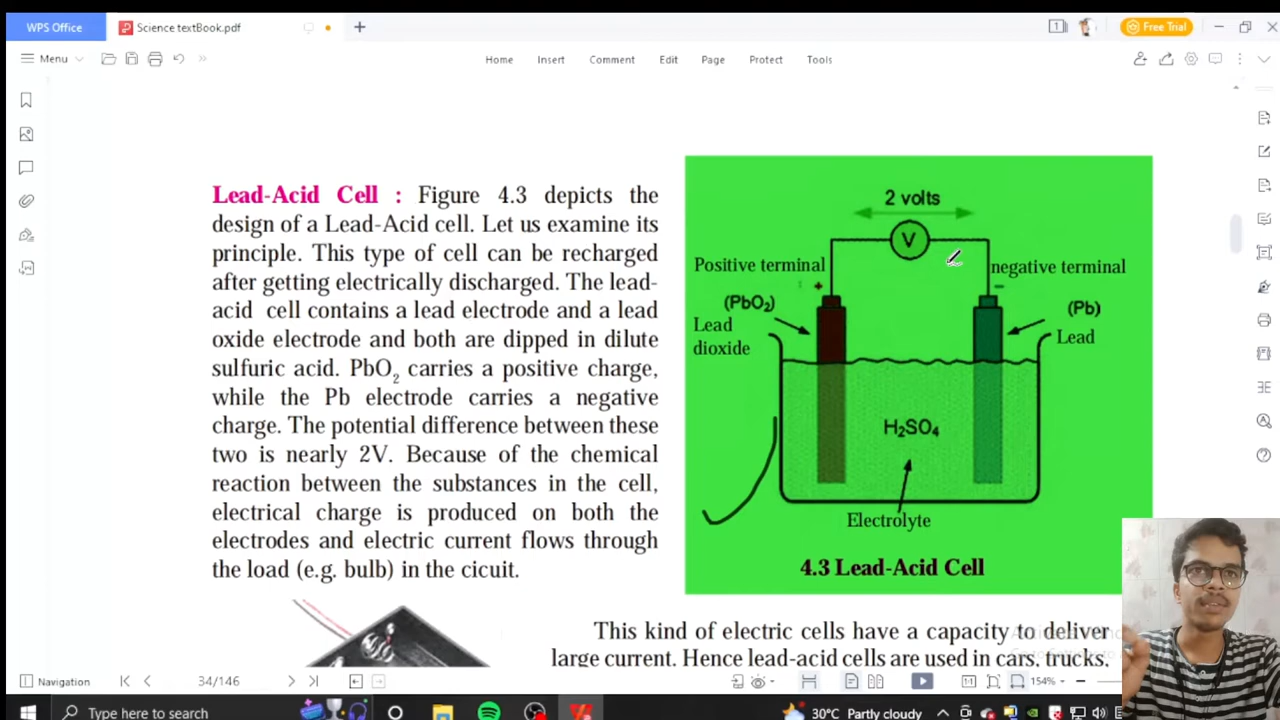 WPS Office
Science textBook.pdf
Free Trial
Menu
Home Insert Comment Edit Page Protect Tools
Lead-Acid Cell : Figure 4.3 depicts the
design of a Lead-Acid cell. Let us examine its
principle. This type of cell can be recharged
after getting electrically discharged. The lead-
acid cell contains a lead electrode and a lead
oxide electrode and both are dipped in dilute
sulfuric acid. PbO₂ carries a positive charge,
while the Pb electrode carries a negative
charge. The potential difference between these
two is nearly 2V. Because of the chemical
reaction between the substances in the cell,
electrical charge is produced on both the
electrodes and electric current flows through
the load (e.g. bulb) in the cicuit.
2 volts
V
Positive terminal
+
negative terminal
−
(PbO₂)
Lead
dioxide
(Pb)
Lead
H₂SO₄
Electrolyte
4.3 Lead-Acid Cell
This kind of electric cells have a capacity to deliver
large current. Hence lead-acid cells are used in cars, trucks,
Navigation
34/146
154%
Type here to search
30°C Partly cloudy